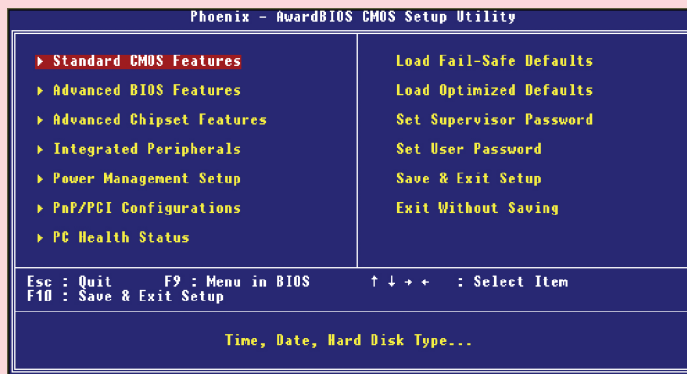 Phoenix - AwardBIOS CMOS Setup Utility
▸ Standard CMOS Features
▸ Advanced BIOS Features
▸ Advanced Chipset Features
▸ Integrated Peripherals
▸ Power Management Setup
▸ PnP/PCI Configurations
▸ PC Health Status
Load Fail-Safe Defaults
Load Optimized Defaults
Set Supervisor Password
Set User Password
Save & Exit Setup
Exit Without Saving
Esc : Quit F9 : Menu in BIOS ↑ ↓ → ← : Select Item
F10 : Save & Exit Setup
Time, Date, Hard Disk Type...